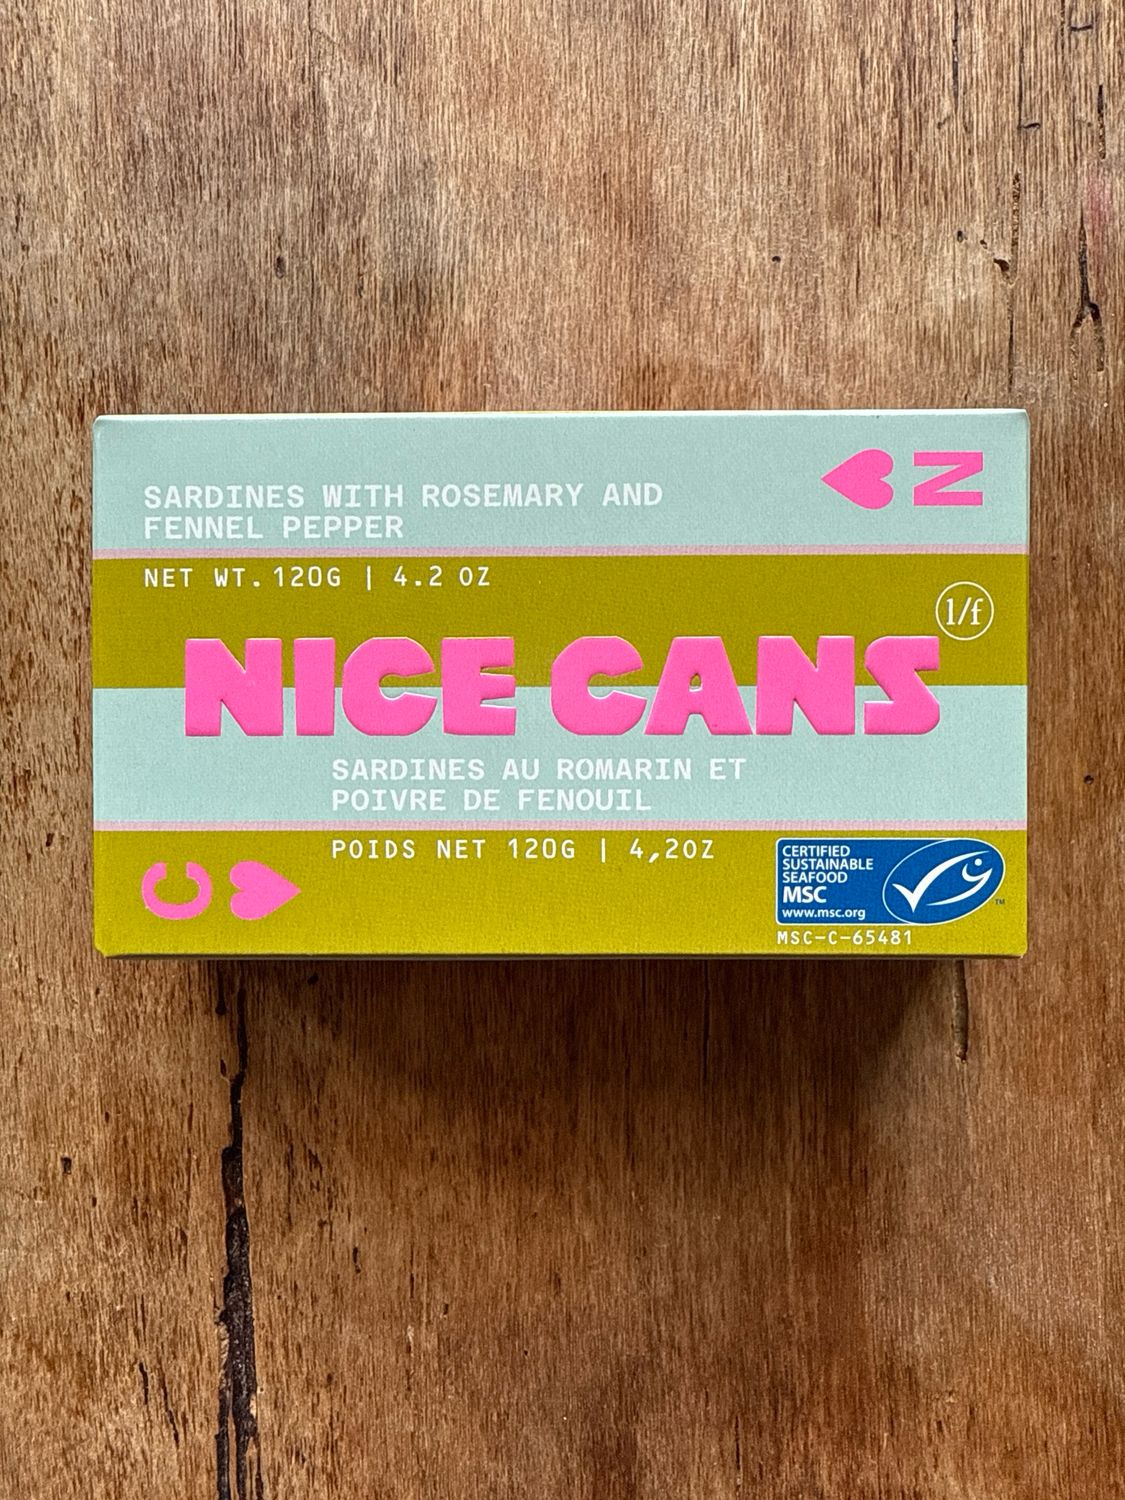 SARDINES WITH ROSEMARY AND
FENNEL PEPPER
N
NET WT. 120G | 4.2 OZ
l/f
NICE CANS
SARDINES AU ROMARIN ET
POIVRE DE FENOUIL
POIDS NET 120G | 4,2OZ
C
CERTIFIED
SUSTAINABLE
SEAFOOD
MSC
www.msc.org
TM
MSC-C-65481